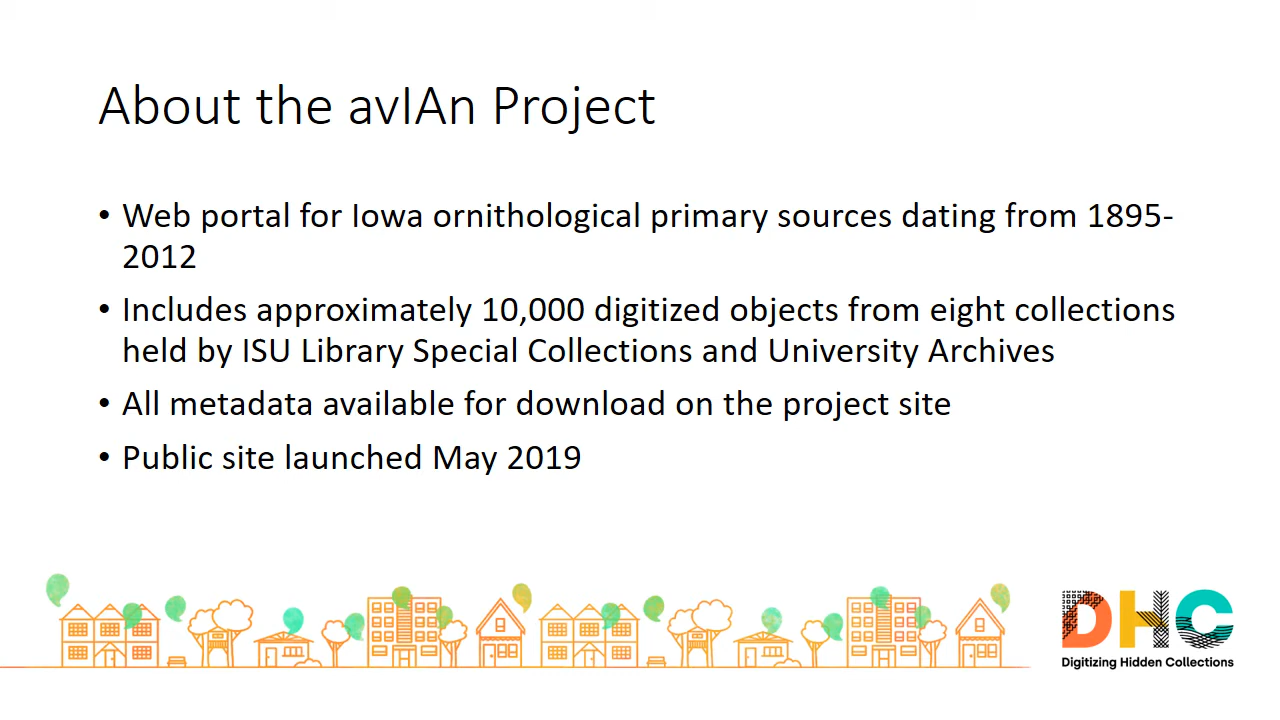 About the avIAn Project
• Web portal for Iowa ornithological primary sources dating from 1895-
2012
• Includes approximately 10,000 digitized objects from eight collections
held by ISU Library Special Collections and University Archives
• All metadata available for download on the project site
• Public site launched May 2019
DHC
Digitizing Hidden Collections